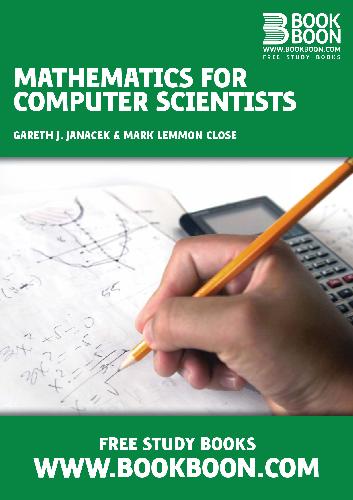 BOOK
BOON
WWW.BOOKBOON.COM
FREE STUDY BOOKS
MATHEMATICS FOR
COMPUTER SCIENTISTS
GARETH J. JANACEK & MARK LEMMON CLOSE
FREE STUDY BOOKS
WWW.BOOKBOON.COM